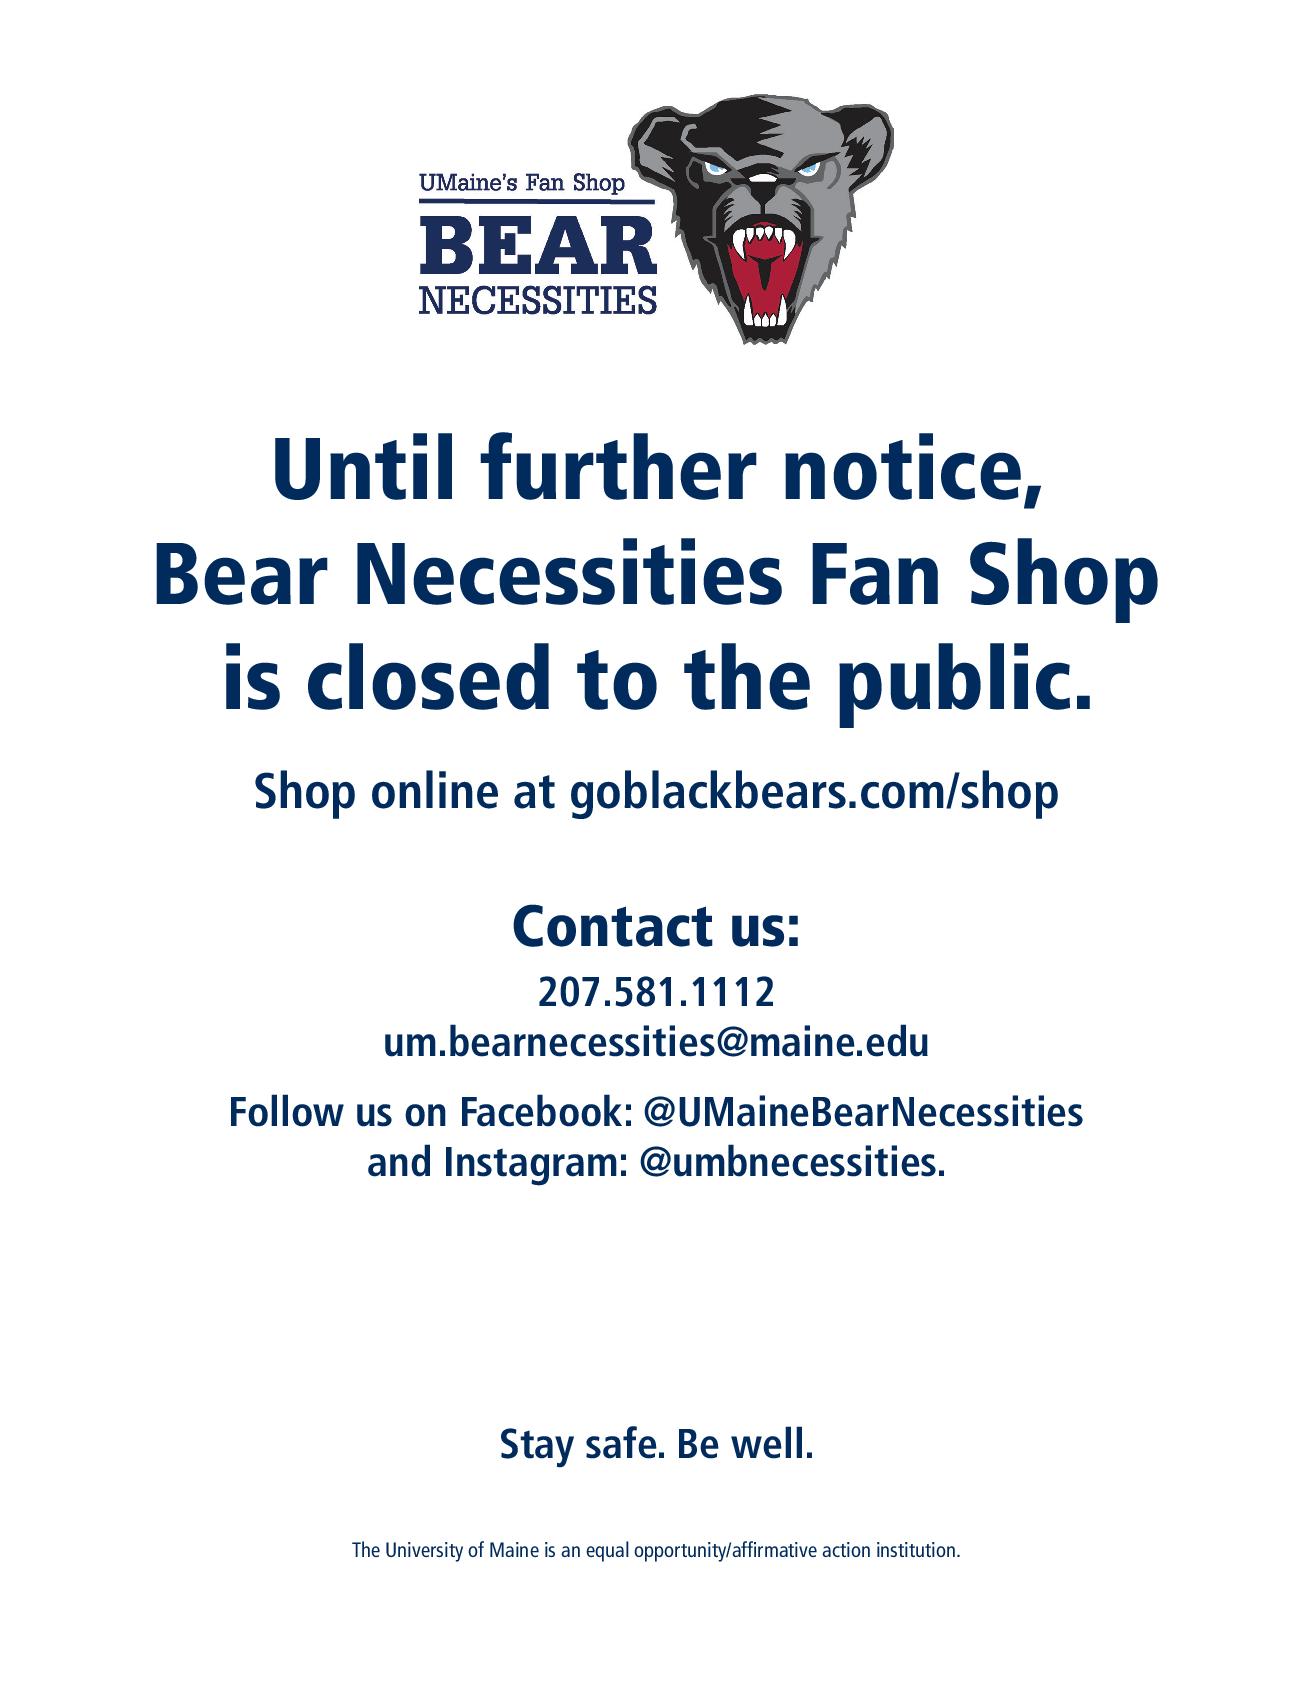 UMaine's Fan Shop
BEAR
NECESSITIES
Until further notice,
Bear Necessities Fan Shop
is closed to the public.
Shop online at goblackbears.com/shop
Contact us:
207.581.1112
um.bearnecessities@maine.edu
Follow us on Facebook: @UMaineBearNecessities
and Instagram: @umbnecessities.
Stay safe. Be well.
The University of Maine is an equal opportunity/affirmative action institution.